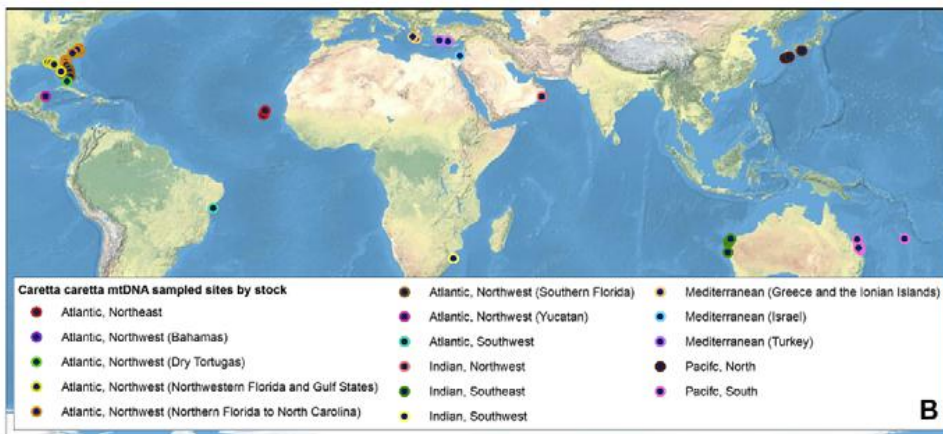 Caretta caretta mtDNA sampled sites by stock
Atlantic, Northeast
Atlantic, Northwest (Bahamas)
Atlantic, Northwest (Dry Tortugas)
Atlantic, Northwest (Northwestern Florida and Gulf States)
Atlantic, Northwest (Northern Florida to North Carolina)
Atlantic, Northwest (Southern Florida)
Atlantic, Northwest (Yucatan)
Atlantic, Southwest
Indian, Northwest
Indian, Southeast
Indian, Southwest
Mediterranean (Greece and the Ionian Islands)
Mediterranean (Israel)
Mediterranean (Turkey)
Pacifc, North
Pacifc, South
B